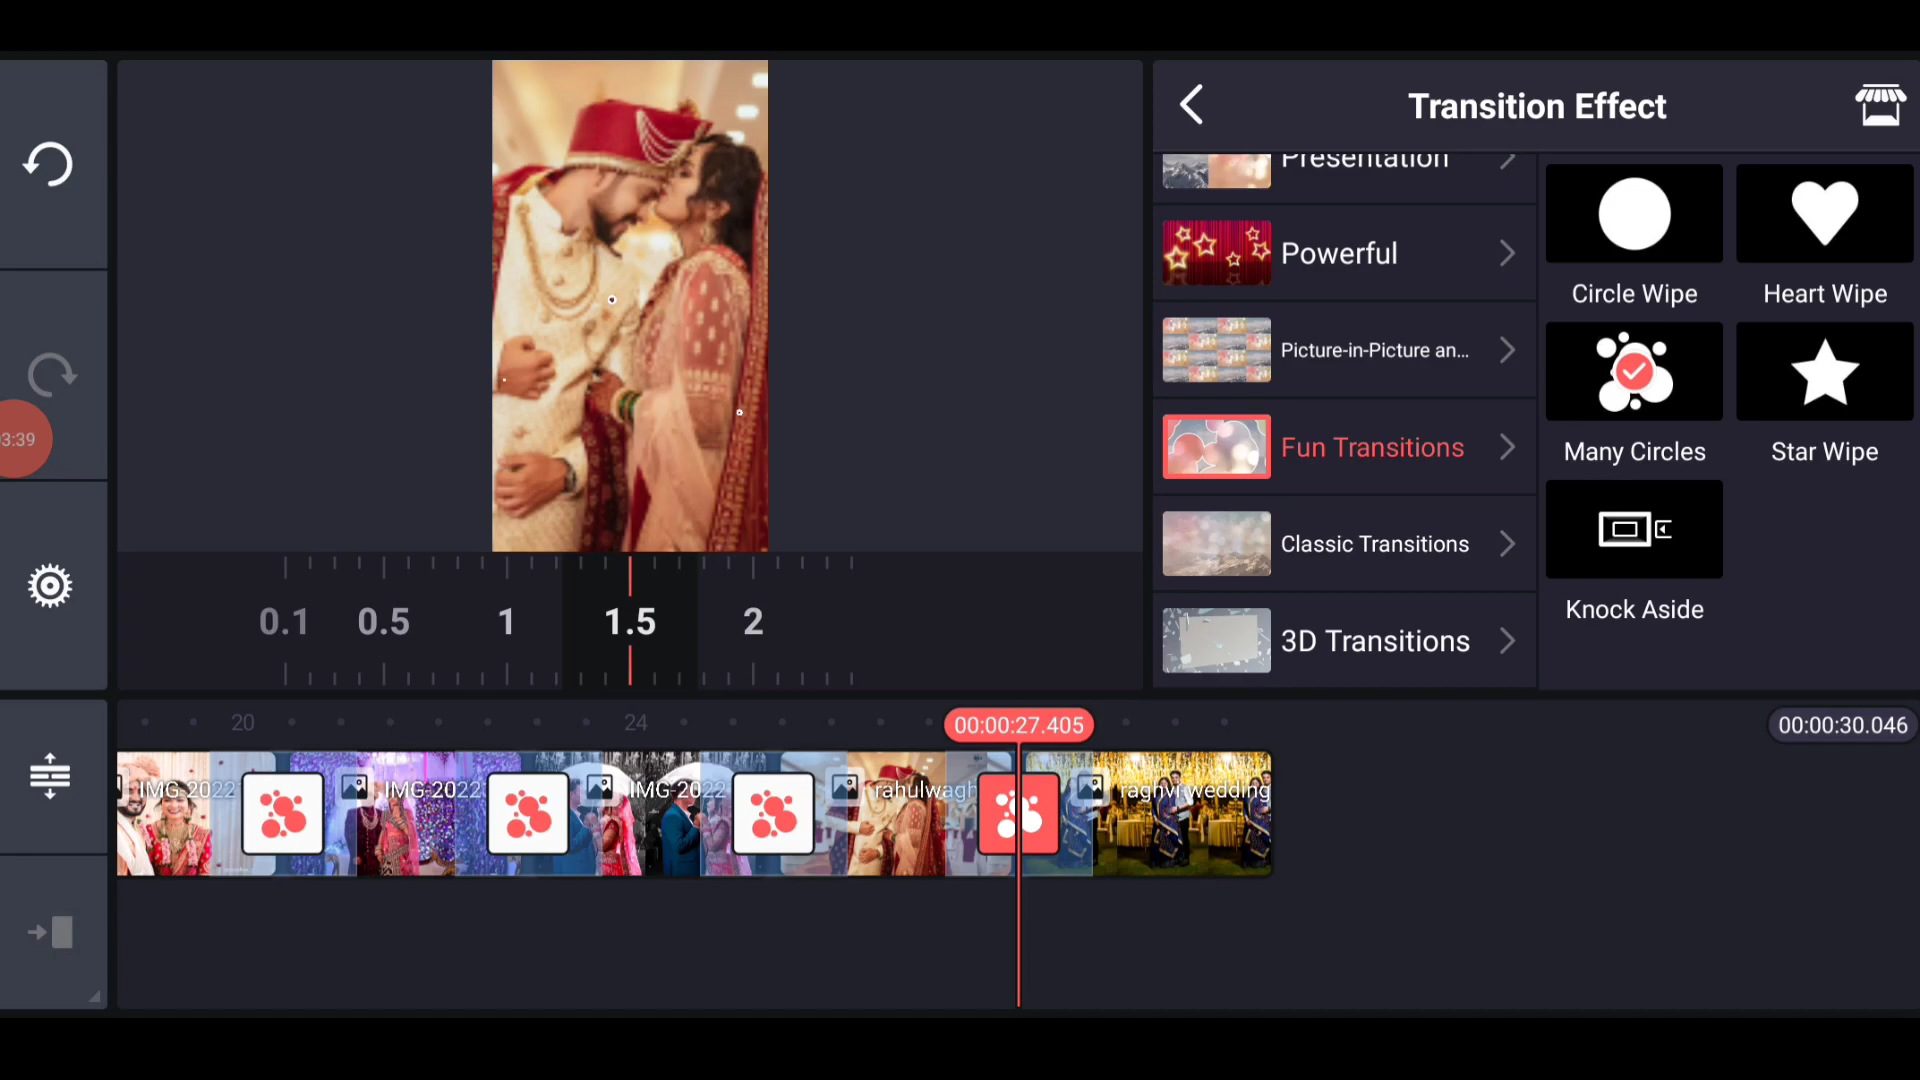 Transition Effect
Presentation
Powerful
Picture-in-Picture an...
Fun Transitions
Classic Transitions
3D Transitions
Circle Wipe
Heart Wipe
Many Circles
Star Wipe
Knock Aside
3:39
0.1 0.5 1 1.5 2
20 24 00:00:27.405 00:00:30.046
IMG-2022 IMG-2022 IMG-2022 rahulwagh raghvi wedding